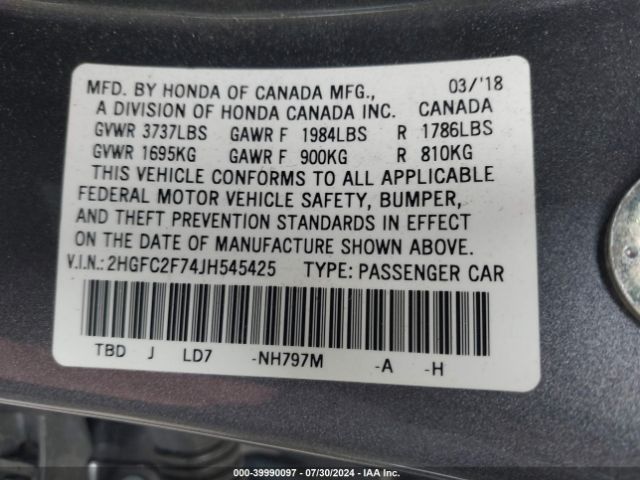 MFD. BY HONDA OF CANADA MFG., 03/'18
A DIVISION OF HONDA CANADA INC. CANADA
GVWR 3737LBS GAWR F 1984LBS R 1786LBS
GVWR 1695KG GAWR F 900KG R 810KG
THIS VEHICLE CONFORMS TO ALL APPLICABLE
FEDERAL MOTOR VEHICLE SAFETY, BUMPER,
AND THEFT PREVENTION STANDARDS IN EFFECT
ON THE DATE OF MANUFACTURE SHOWN ABOVE.
V.I.N.: 2HGFC2F74JH545425 TYPE: PASSENGER CAR
TBD J LD7 -NH797M -A -H
000-39990097 - 07/30/2024 - IAA Inc.